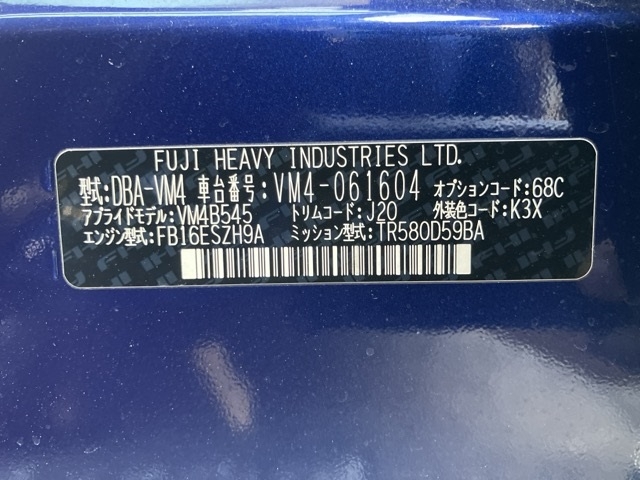 FUJI HEAVY INDUSTRIES LTD.
型式:DBA-VM4 車台番号:VM4-061604 オプションコード:68C
アプライドモデル:VM4B545 トリムコード:J20 外装色コード:K3X
エンジン型式:FB16ESZH9A ミッション型式:TR580D59BA